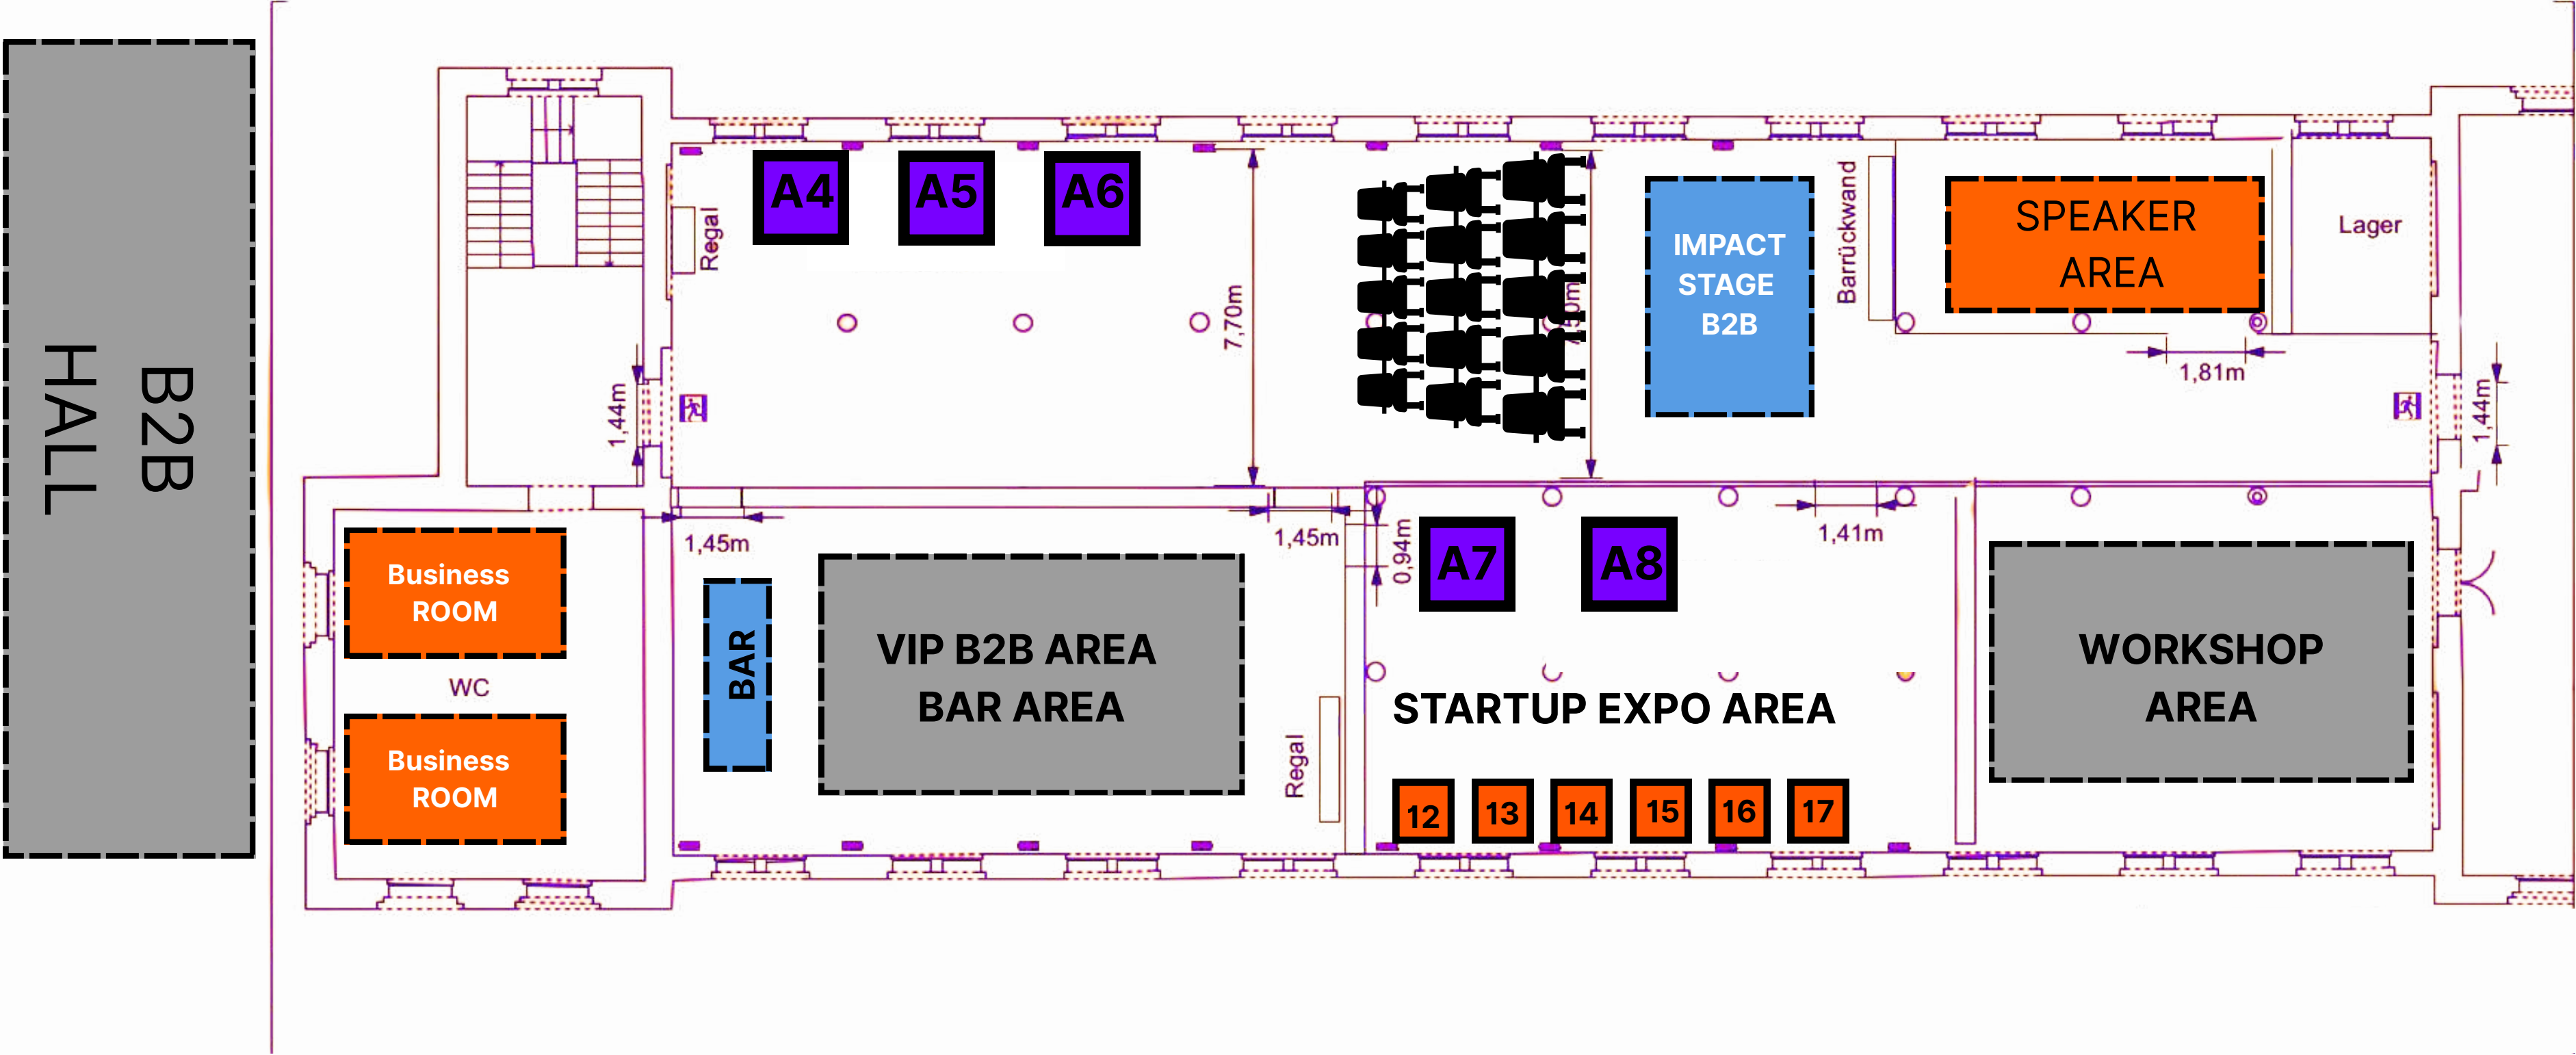 B2B
HALL
A4
A5
A6
Regal
7,70m
IMPACT
STAGE
B2B
Barrückwand
SPEAKER
AREA
Lager
1,81m
1,44m
1,44m
1,45m
1,45m
0,94m
1,41m
Business
ROOM
WC
Business
ROOM
BAR
VIP B2B AREA
BAR AREA
Regal
A7
A8
STARTUP EXPO AREA
12
13
14
15
16
17
WORKSHOP
AREA